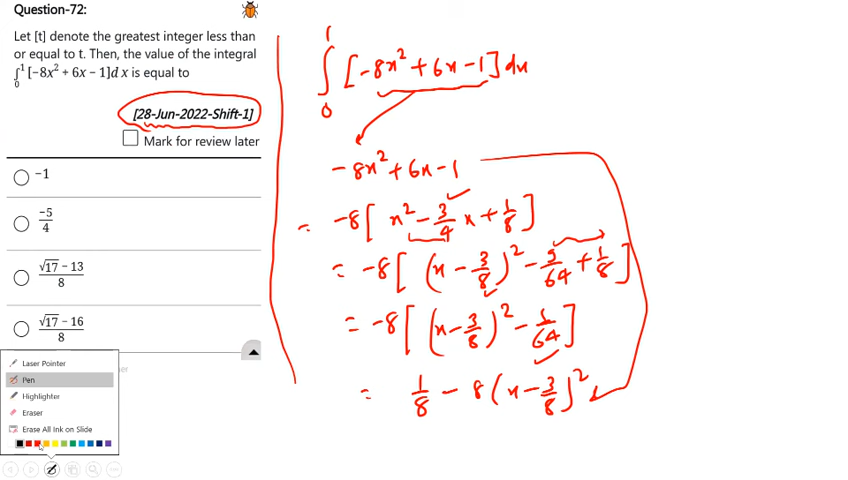 Question-72:
Let [t] denote the greatest integer less than
or equal to t. Then, the value of the integral
∫₀¹ [−8x² + 6x − 1]d x is equal to
[28-Jun-2022-Shift-1]
Mark for review later
−1
−5/4
(√17 − 13)/8
(√17 − 16)/8
Laser Pointer
Pen
Highlighter
Eraser
Erase All Ink on Slide
∫₀¹ [−8x² + 6x − 1] dx
−8x² + 6x − 1
= −8[ x² − 3/4 x + 1/8 ]
= −8[ (x − 3/8)² − 9/64 + 1/8 ]
= −8[ (x − 3/8)² − 1/64 ]
= 1/8 − 8(x − 3/8)²